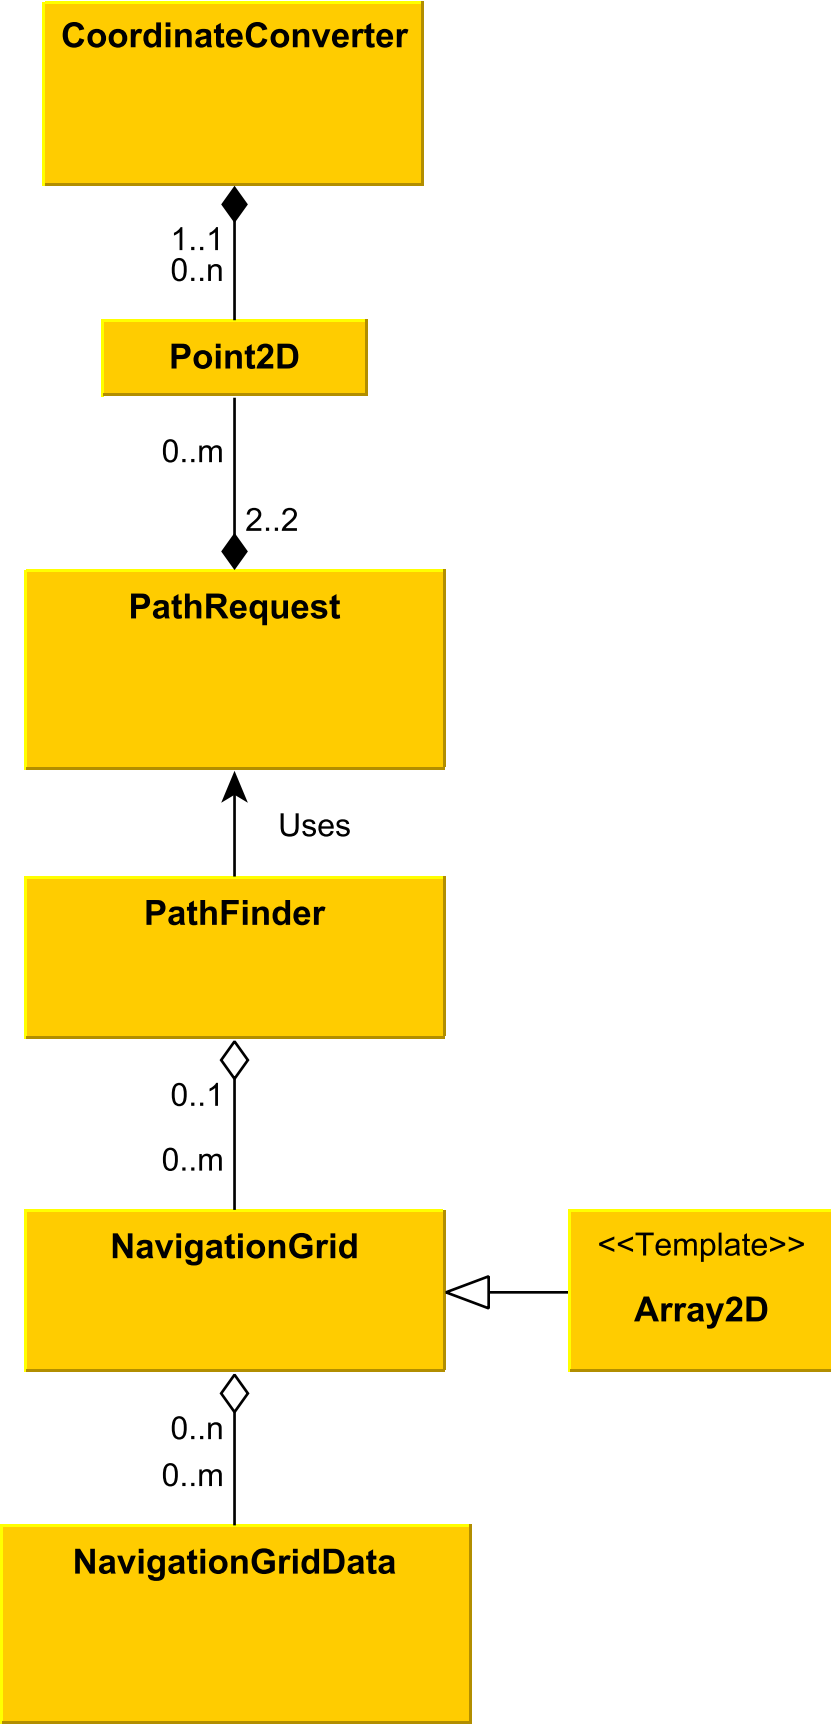 CoordinateConverter
1..1
0..n
Point2D
0..m
2..2
PathRequest
Uses
PathFinder
0..1
0..m
NavigationGrid
<<Template>>
Array2D
0..n
0..m
NavigationGridData